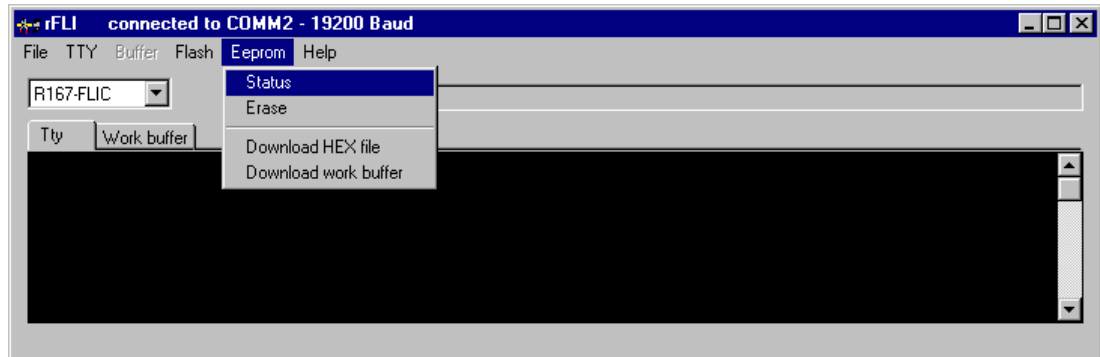 rFLI connected to COMM2 - 19200 Baud
File TTY Buffer Flash Eeprom Help
R167-FLIC
Status
Erase
Download HEX file
Download work buffer
Tty Work buffer